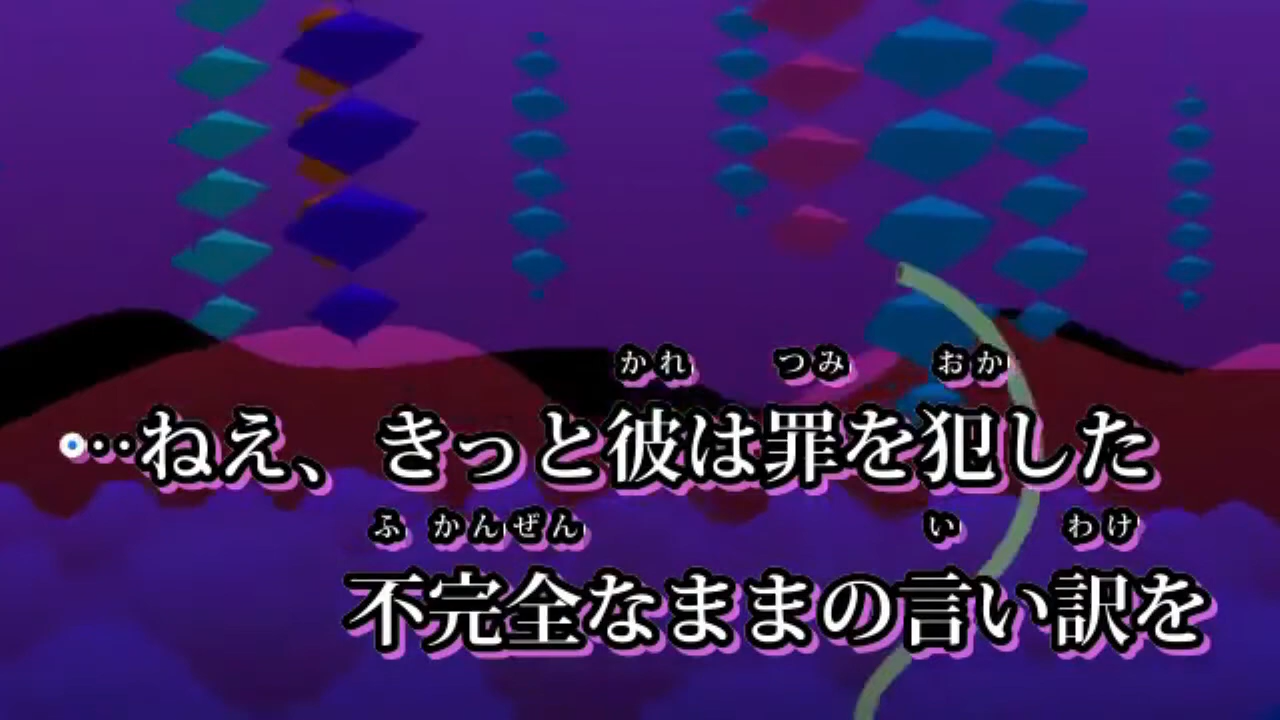 かれ つみ おか
…ねえ、きっと彼は罪を犯した
ふ かんぜん い わけ
不完全なままの言い訳を